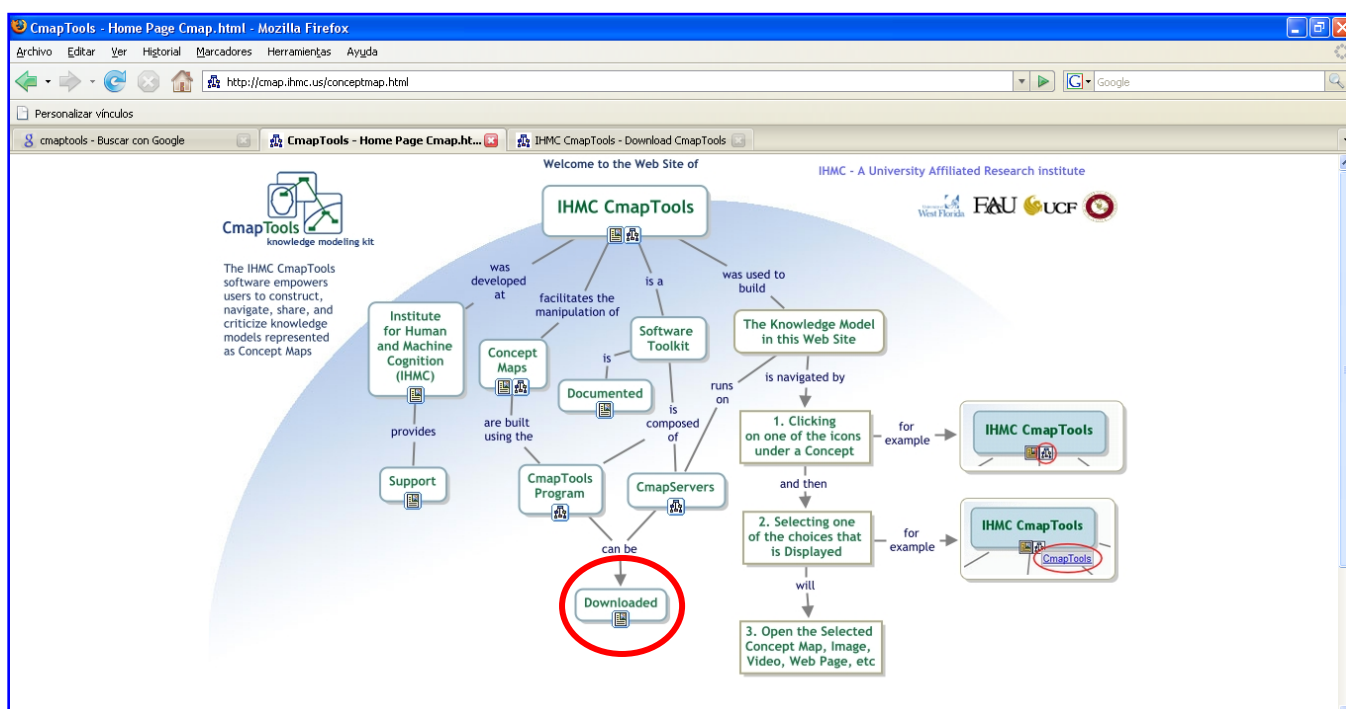 CmapTools - Home Page Cmap.html - Mozilla Firefox
Archivo Editar Ver Historial Marcadores Herramientas Ayuda
http://cmap.ihmc.us/conceptmap.html
G Google
Personalizar vínculos
cmaptools - Buscar con Google
CmapTools - Home Page Cmap.ht...
IHMC CmapTools - Download CmapTools
Welcome to the Web Site of
IHMC - A University Affiliated Research institute
CmapTools
knowledge modeling kit
West Florida
FAU
UCF
The IHMC CmapTools
software empowers
users to construct,
navigate, share, and
criticize knowledge
models represented
as Concept Maps
IHMC CmapTools
was
developed
at
facilitates the
manipulation of
is a
was used to
build
Institute
for Human
and Machine
Cognition
(IHMC)
Concept
Maps
Software
Toolkit
The Knowledge Model
in this Web Site
is
Documented
runs
on
is navigated by
provides
are built
using the
is
composed
of
1. Clicking
on one of the icons
under a Concept
for
example
IHMC CmapTools
Support
CmapTools
Program
CmapServers
and then
2. Selecting one
of the choices that
is Displayed
for
example
IHMC CmapTools
CmapTools
can be
Downloaded
will
3. Open the Selected
Concept Map, Image,
Video, Web Page, etc